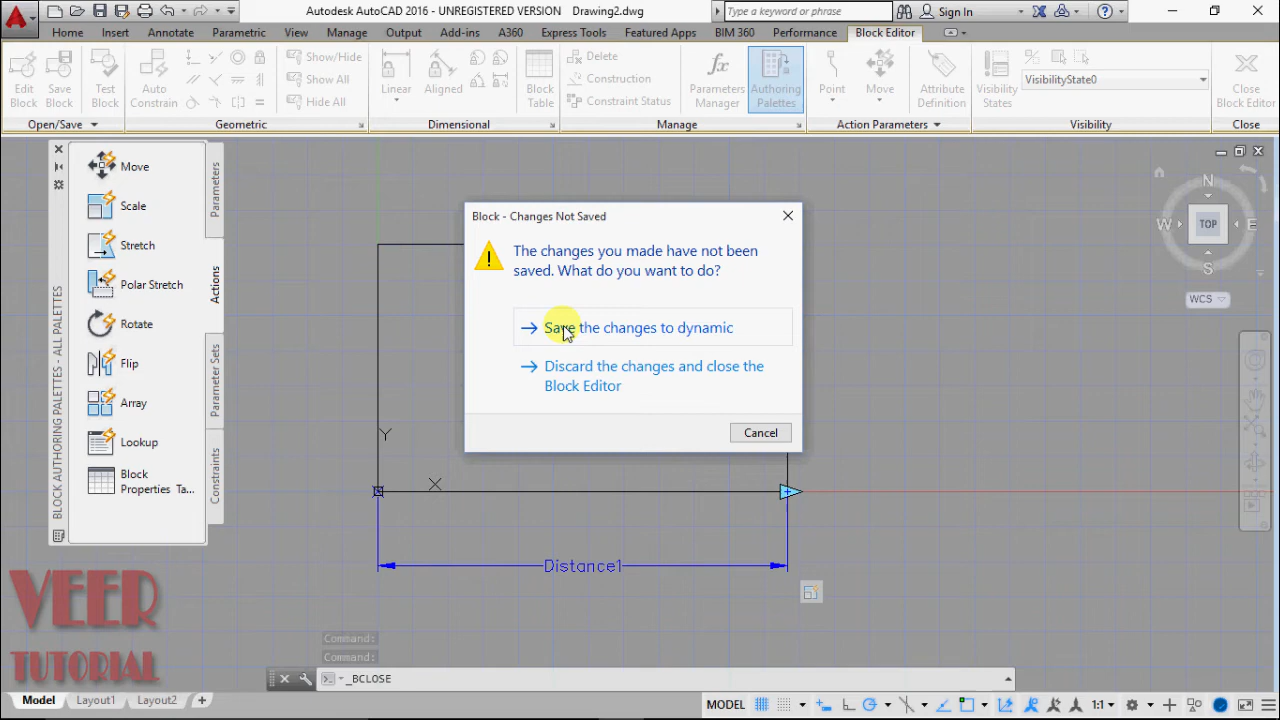 Autodesk AutoCAD 2016 - UNREGISTERED VERSION Drawing2.dwg
Type a keyword or phrase
Sign In
Home Insert Annotate Parametric View Manage Output Add-ins A360 Express Tools Featured Apps BIM 360 Performance Block Editor
Edit
Block
Save
Block
Test
Block
Auto
Constrain
Show/Hide
Show All
Hide All
Linear
Aligned
Block
Table
Delete
Construction
Constraint Status
Parameters
Manager
Authoring
Palettes
Point
Move
Attribute
Definition
Visibility
States
VisibilityState0
Close
Block Editor
Open/Save
Geometric
Dimensional
Manage
Action Parameters
Visibility
Close
Move
Scale
Stretch
Polar Stretch
Rotate
Flip
Array
Lookup
Block
Properties Ta...
Parameters
Actions
Parameter Sets
Constraints
BLOCK AUTHORING PALETTES - ALL PALETTES
Block - Changes Not Saved
The changes you made have not been
saved. What do you want to do?
Save the changes to dynamic
Discard the changes and close the
Block Editor
Cancel
N
W
TOP
E
S
WCS
Y
X
Distance1
VEER
TUTORIAL
Command:
Command:
_BCLOSE
Model Layout1 Layout2 +
MODEL
1:1